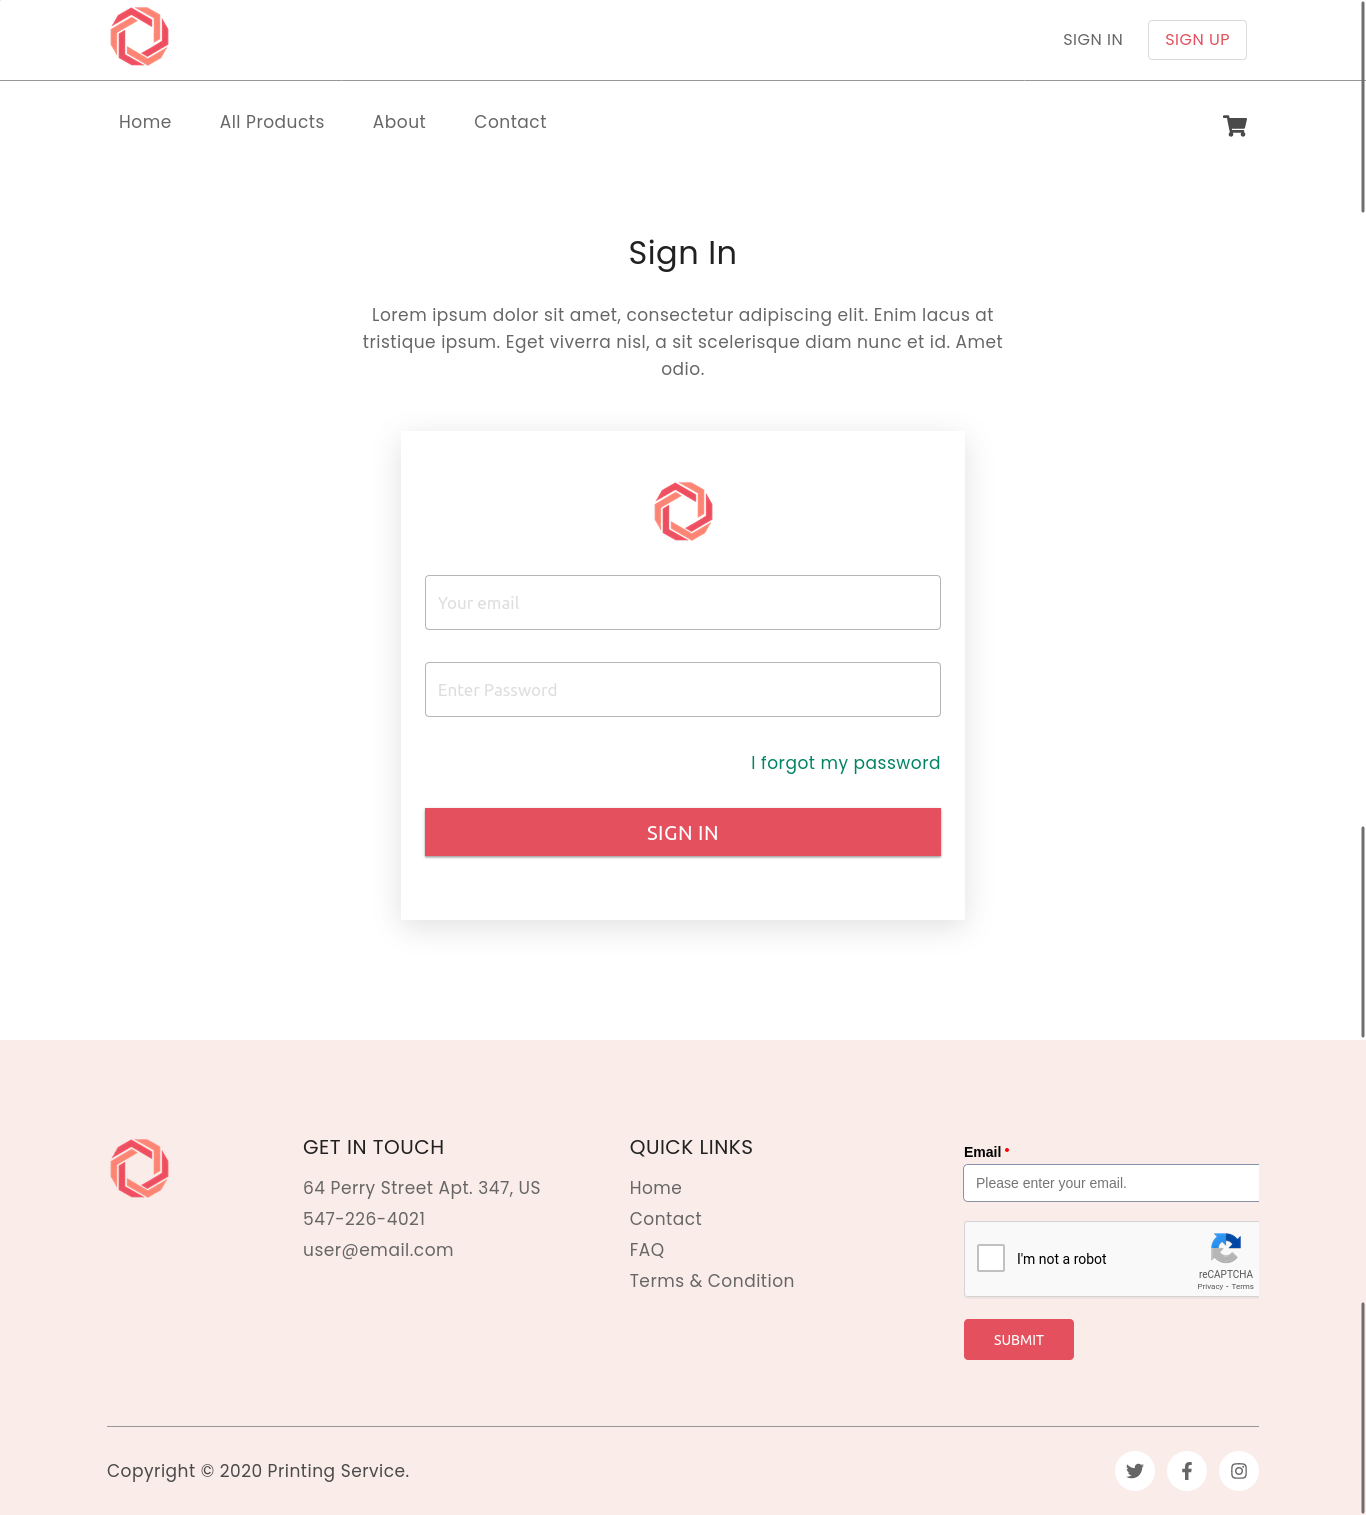 SIGN IN
SIGN UP
Home
All Products
About
Contact
Sign In
Lorem ipsum dolor sit amet, consectetur adipiscing elit. Enim lacus at
tristique ipsum. Eget viverra nisl, a sit scelerisque diam nunc et id. Amet
odio.
Your email
Enter Password
I forgot my password
SIGN IN
GET IN TOUCH
64 Perry Street Apt. 347, US
547-226-4021
user@email.com
QUICK LINKS
Home
Contact
FAQ
Terms & Condition
Email •
Please enter your email.
I'm not a robot
reCAPTCHA
Privacy - Terms
SUBMIT
Copyright © 2020 Printing Service.